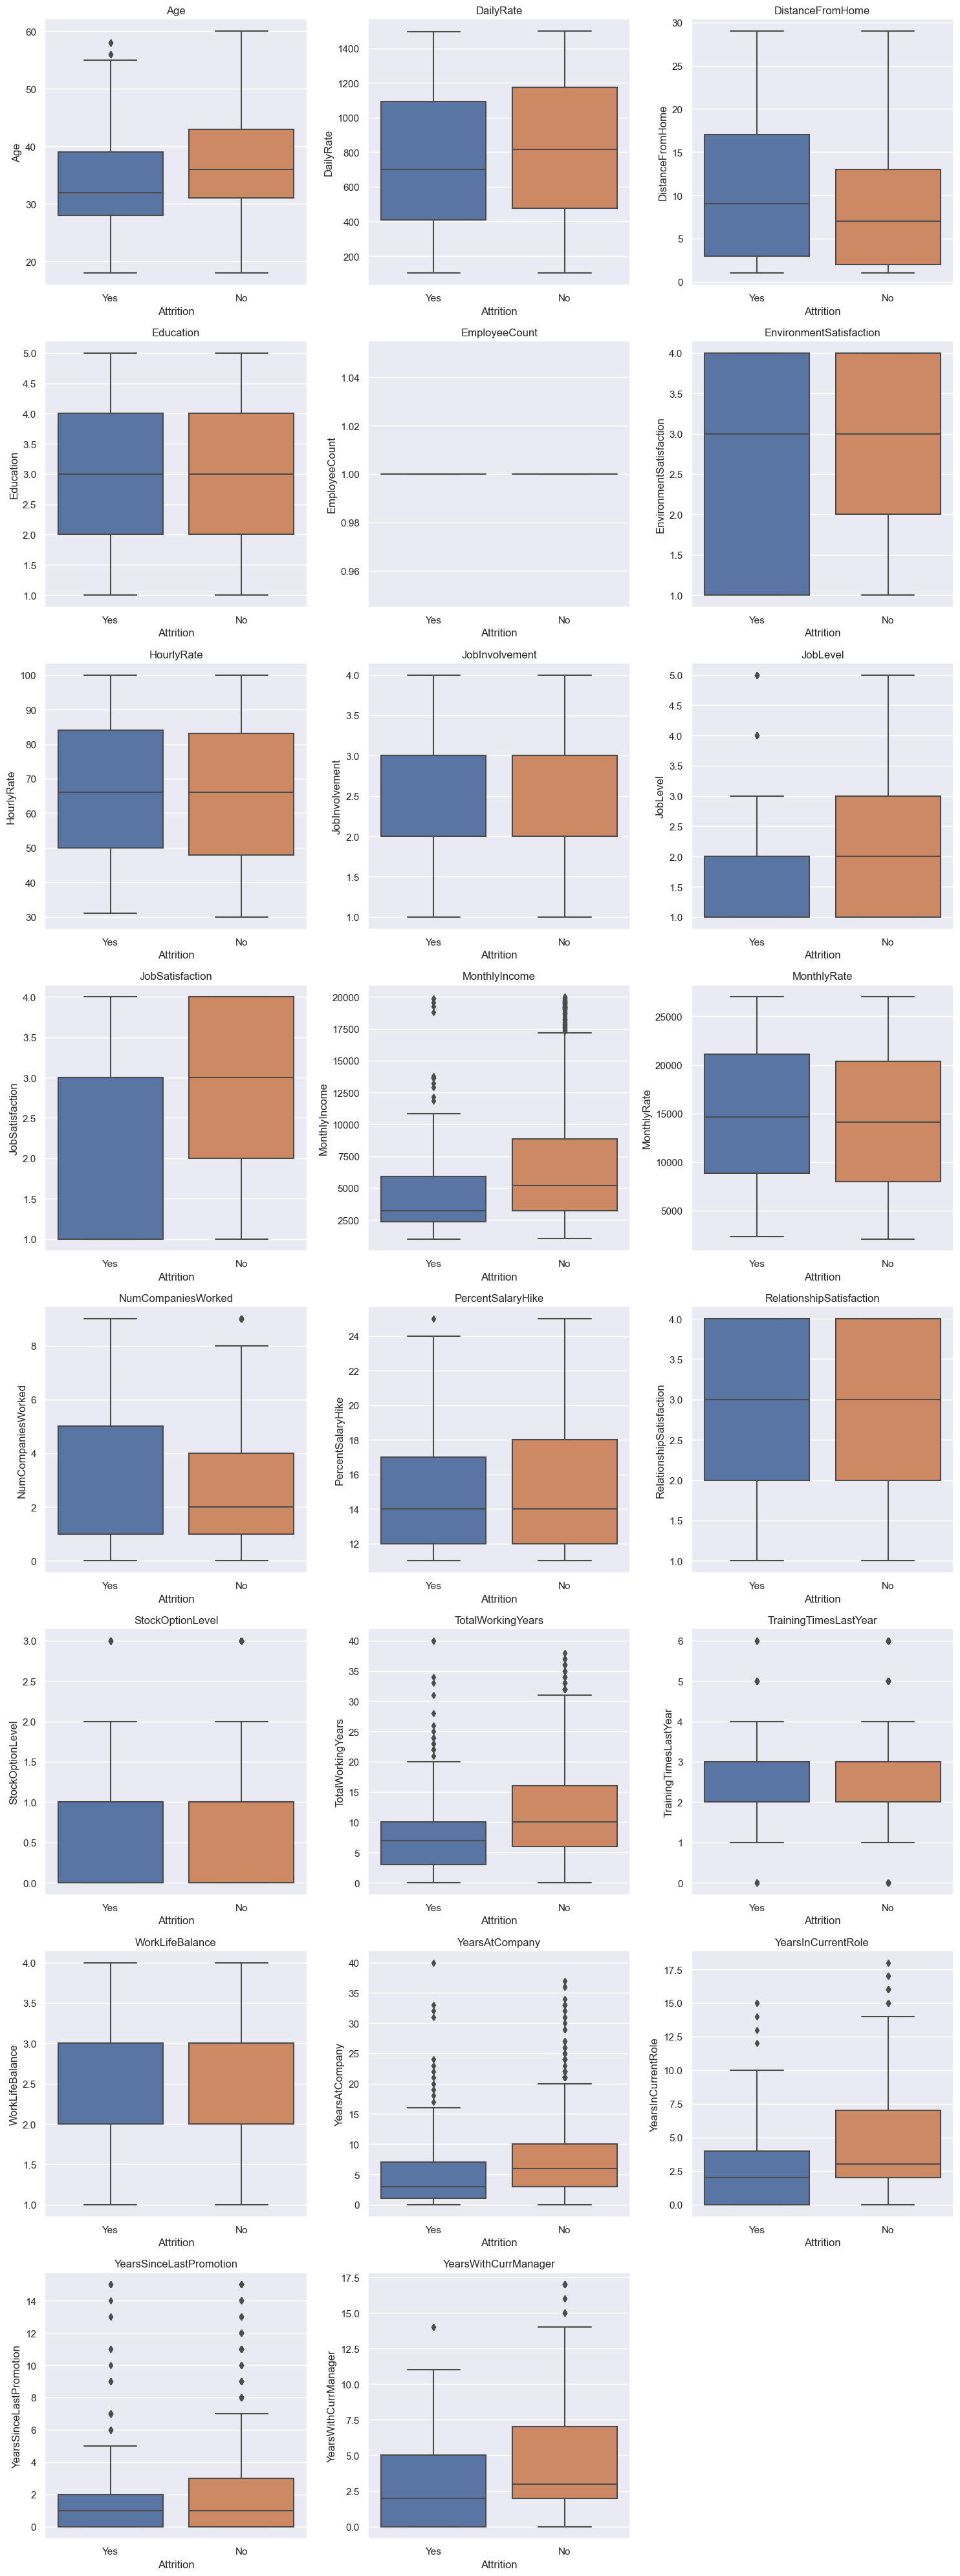 Age
DailyRate
DistanceFromHome
60
50
40
30
20
Age
Yes
No
Attrition
1400
1200
1000
800
600
400
200
DailyRate
Yes
No
Attrition
30
25
20
15
10
5
0
DistanceFromHome
Yes
No
Attrition
Education
EmployeeCount
EnvironmentSatisfaction
5.0
4.5
4.0
3.5
3.0
2.5
2.0
1.5
1.0
Education
Yes
No
Attrition
1.04
1.02
1.00
0.98
0.96
EmployeeCount
Yes
No
Attrition
4.0
3.5
3.0
2.5
2.0
1.5
1.0
EnvironmentSatisfaction
Yes
No
Attrition
HourlyRate
JobInvolvement
JobLevel
100
90
80
70
60
50
40
30
HourlyRate
Yes
No
Attrition
4.0
3.5
3.0
2.5
2.0
1.5
1.0
JobInvolvement
Yes
No
Attrition
5.0
4.5
4.0
3.5
3.0
2.5
2.0
1.5
1.0
JobLevel
Yes
No
Attrition
JobSatisfaction
MonthlyIncome
MonthlyRate
4.0
3.5
3.0
2.5
2.0
1.5
1.0
JobSatisfaction
Yes
No
Attrition
20000
17500
15000
12500
10000
7500
5000
2500
MonthlyIncome
Yes
No
Attrition
25000
20000
15000
10000
5000
MonthlyRate
Yes
No
Attrition
NumCompaniesWorked
PercentSalaryHike
RelationshipSatisfaction
8
6
4
2
0
NumCompaniesWorked
Yes
No
Attrition
24
22
20
18
16
14
12
PercentSalaryHike
Yes
No
Attrition
4.0
3.5
3.0
2.5
2.0
1.5
1.0
RelationshipSatisfaction
Yes
No
Attrition
StockOptionLevel
TotalWorkingYears
TrainingTimesLastYear
3.0
2.5
2.0
1.5
1.0
0.5
0.0
StockOptionLevel
Yes
No
Attrition
40
35
30
25
20
15
10
5
0
TotalWorkingYears
Yes
No
Attrition
6
5
4
3
2
1
0
TrainingTimesLastYear
Yes
No
Attrition
WorkLifeBalance
YearsAtCompany
YearsInCurrentRole
4.0
3.5
3.0
2.5
2.0
1.5
1.0
WorkLifeBalance
Yes
No
Attrition
40
35
30
25
20
15
10
5
0
YearsAtCompany
Yes
No
Attrition
17.5
15.0
12.5
10.0
7.5
5.0
2.5
0.0
YearsInCurrentRole
Yes
No
Attrition
YearsSinceLastPromotion
YearsWithCurrManager
14
12
10
8
6
4
2
0
YearsSinceLastPromotion
Yes
No
Attrition
17.5
15.0
12.5
10.0
7.5
5.0
2.5
0.0
YearsWithCurrManager
Yes
No
Attrition